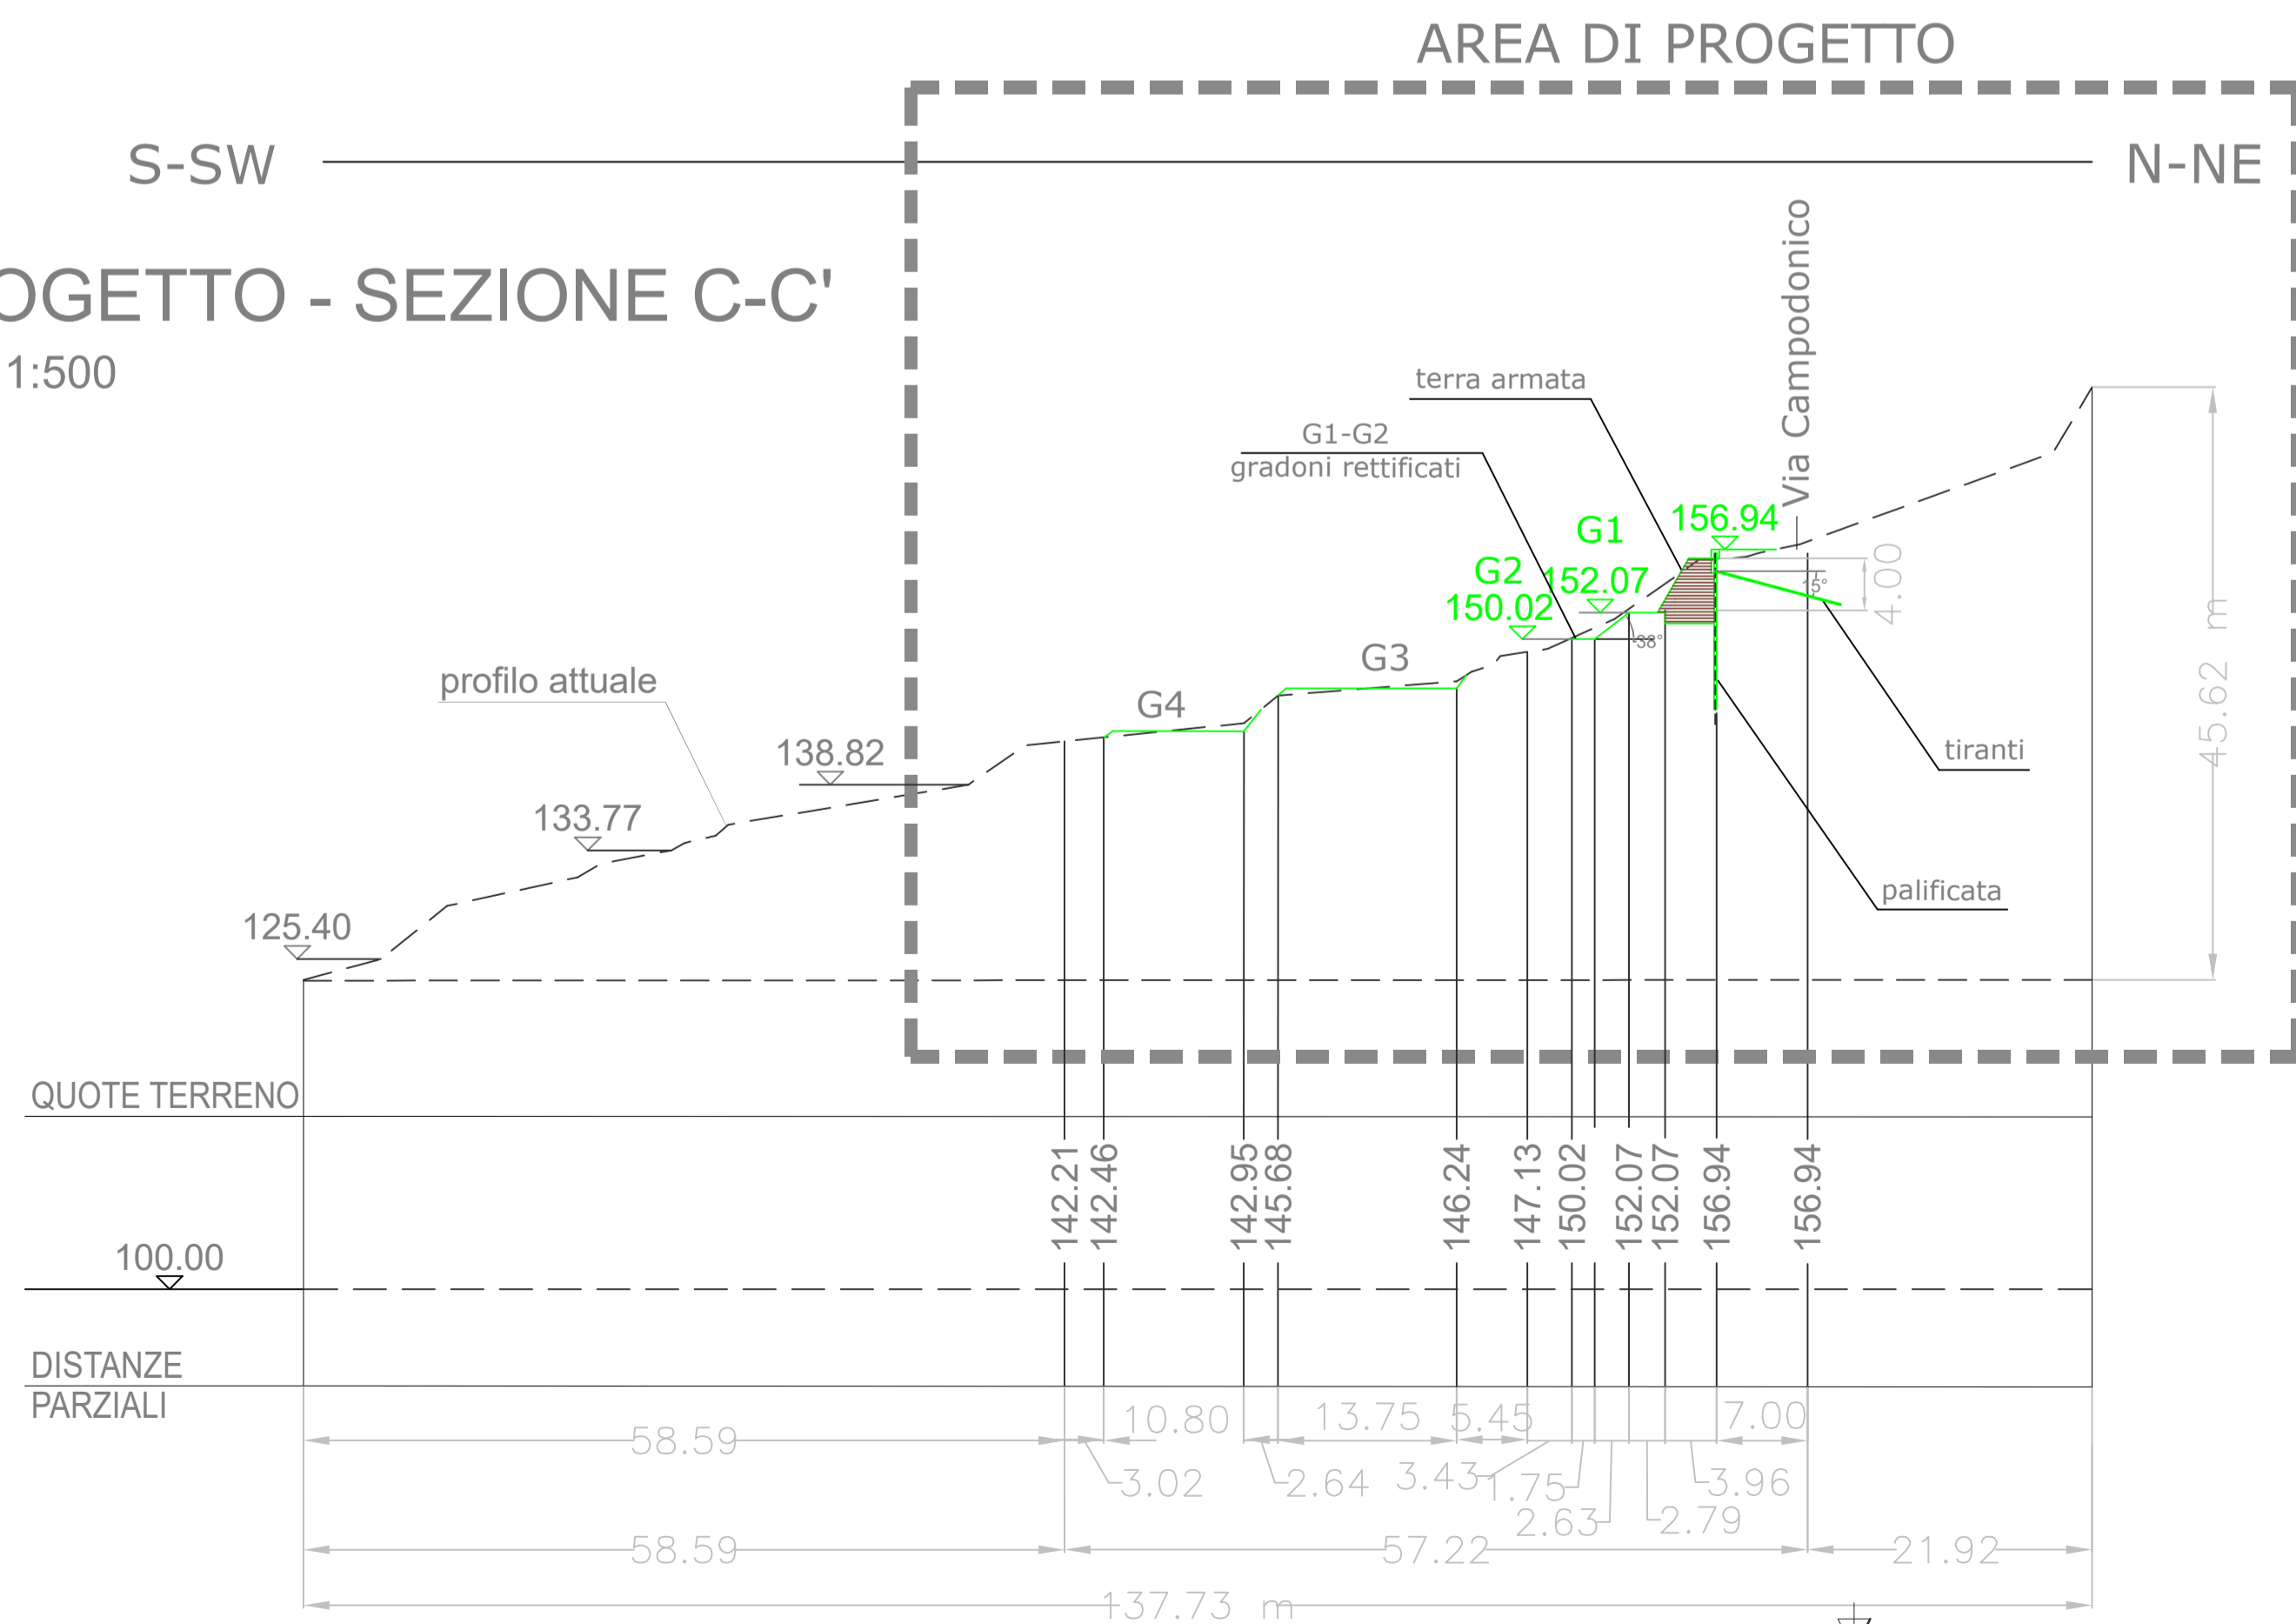 AREA DI PROGETTO
S-SW
N-NE
OGETTO - SEZIONE C-C'
1:500
Via Campodonico
terra armata
G1-G2
gradoni rettificati
G1
156.94
G2
152.07
150.02
15°
4.00
38°
G3
G4
profilo attuale
45.62 m
tiranti
138.82
133.77
palificata
125.40
QUOTE TERRENO
142.21
142.46
142.95
145.68
146.24
147.13
150.02
152.07
152.07
156.94
156.94
100.00
DISTANZE
PARZIALI
58.59
10.80
13.75
5.45
7.00
3.02
2.64
3.43
1.75
3.96
2.63
2.79
58.59
57.22
21.92
137.73 m